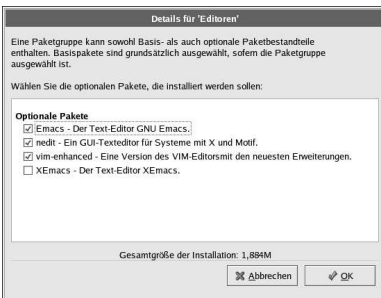 Details für 'Editoren'
Eine Paketgruppe kann sowohl Basis- als auch optionale Paketbestandteile
enthalten. Basispakete sind grundsätzlich ausgewählt, sofern die Paketgruppe
ausgewählt ist.
Wählen Sie die optionalen Pakete, die installiert werden sollen:
Optionale Pakete
Emacs - Der Text-Editor GNU Emacs.
nedit - Ein GUI-Texteditor für Systeme mit X und Motif.
vim-enhanced - Eine Version des VIM-Editorsmit den neuesten Erweiterungen.
XEmacs - Der Text-Editor XEmacs.
Gesamtgröße der Installation: 1,884M
Abbrechen OK